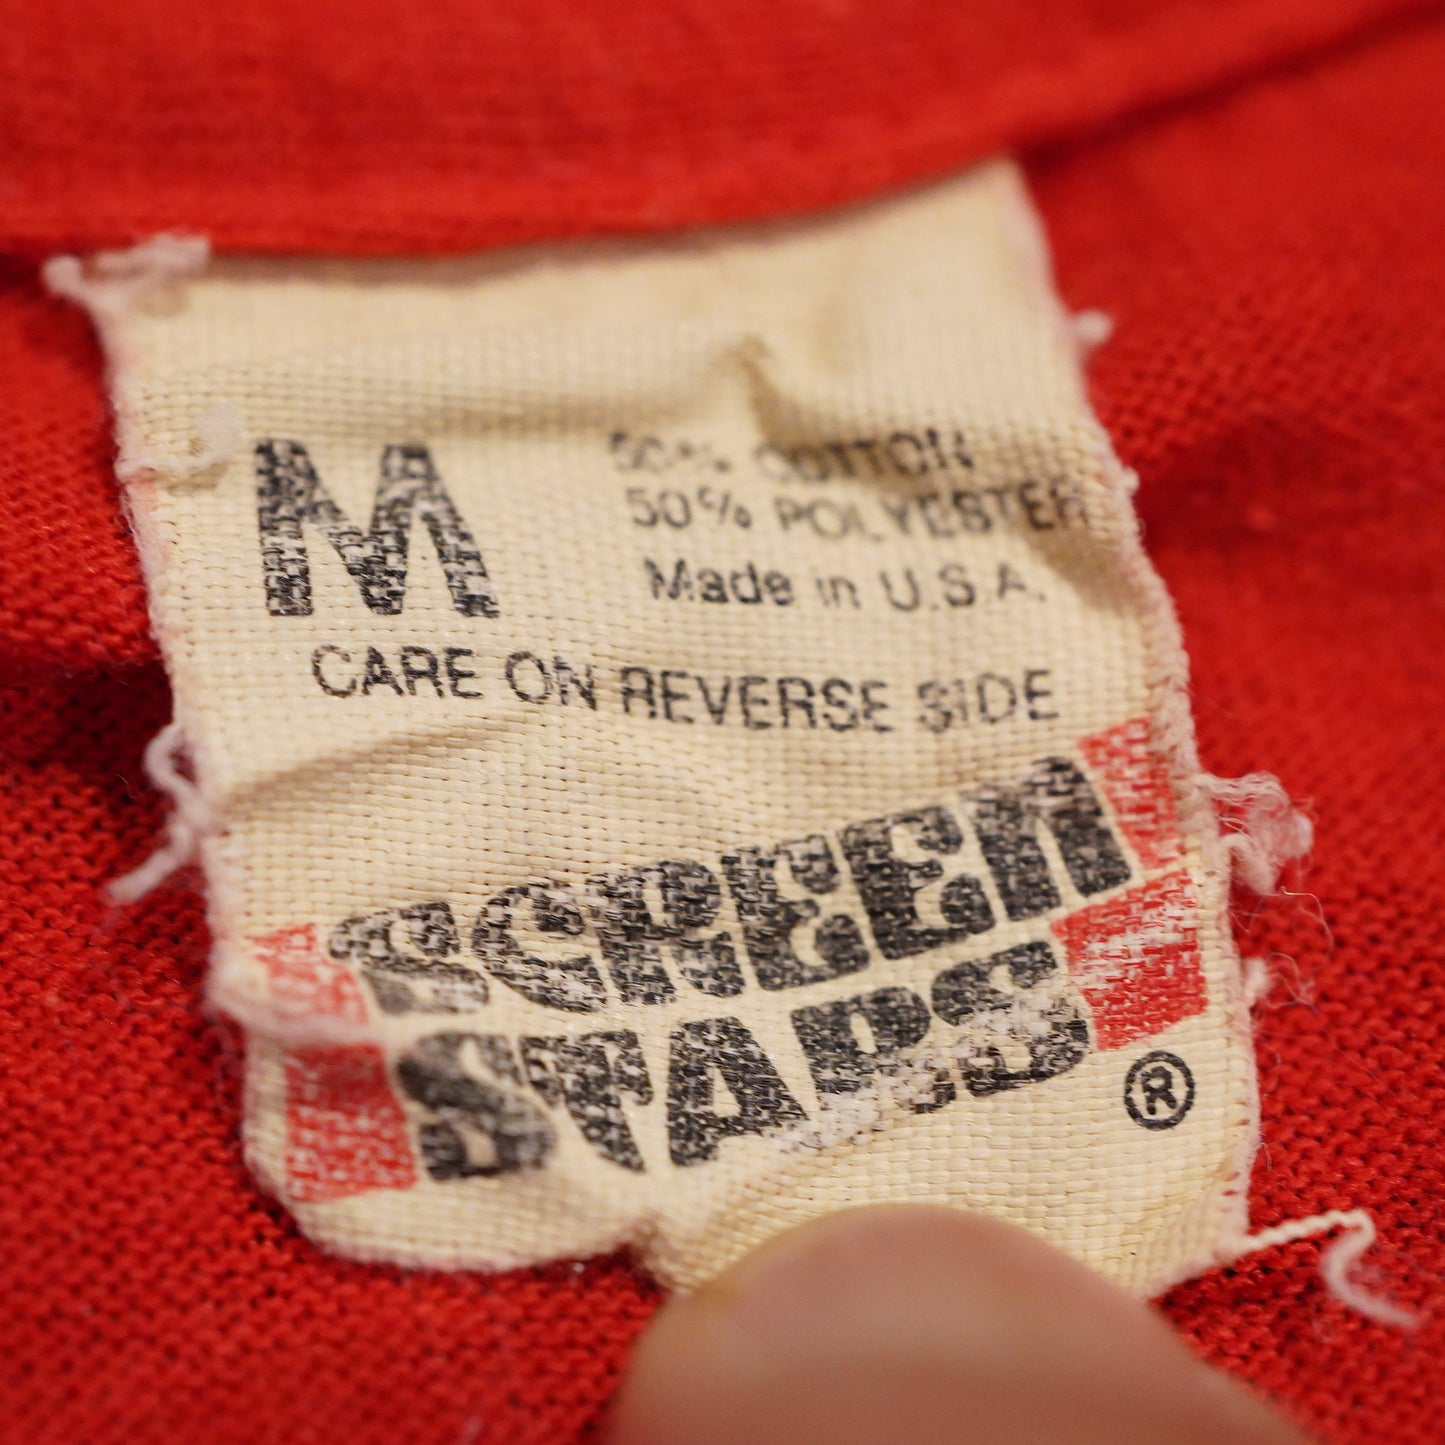 M
50% COTTON
50% POLYESTER
Made in U.S.A.
CARE ON REVERSE SIDE
SCREEN
STARS
®